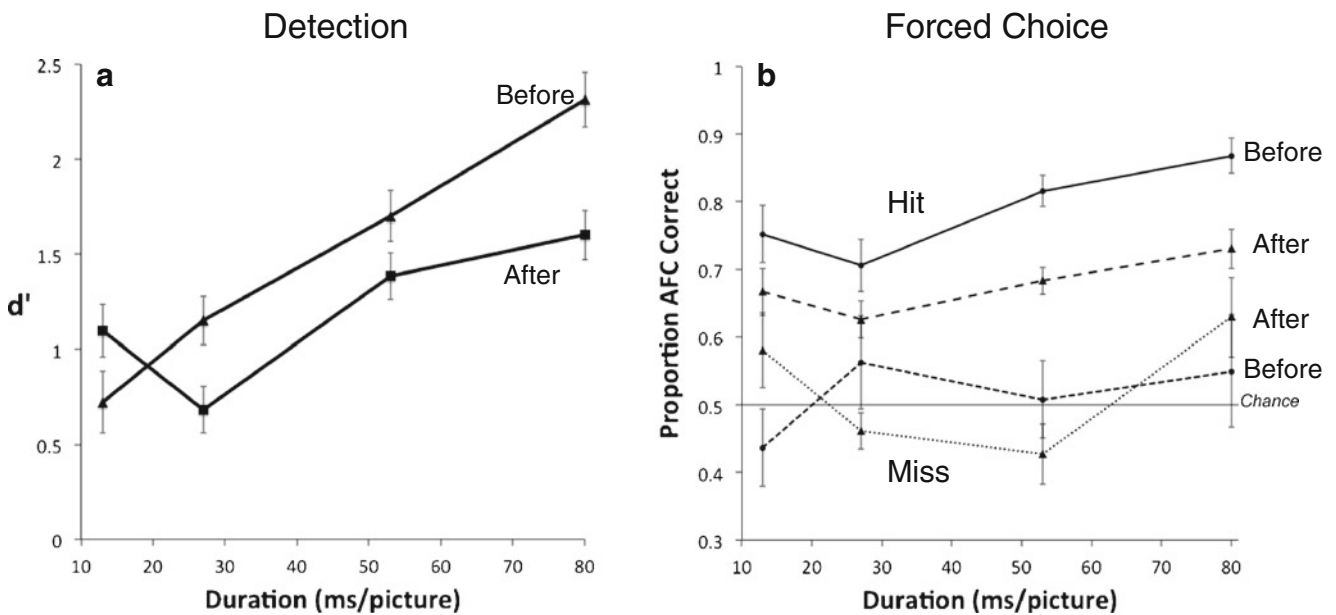 Detection
a
2.5
2
1.5
1
0.5
0
d'
Before
After
10 20 30 40 50 60 70 80
Duration (ms/picture)
Forced Choice
b
1
0.9
0.8
0.7
0.6
0.5
0.4
0.3
Proportion AFC Correct
Hit
Before
After
After
Before
Chance
Miss
10 20 30 40 50 60 70 80
Duration (ms/picture)